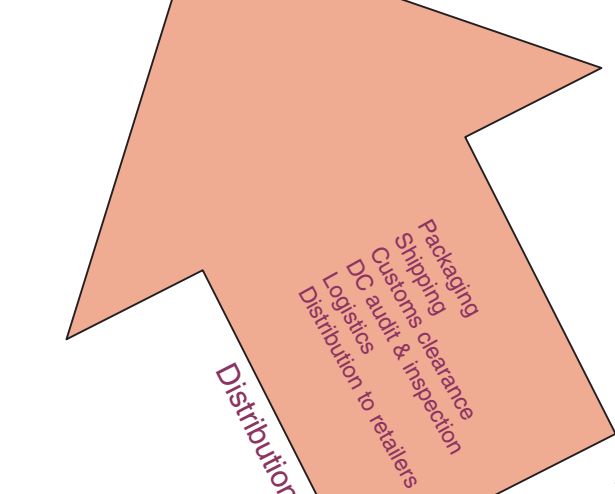 Packaging
Shipping
Customs clearance
DC audit & inspection
Logistics
Distribution to retailers
Distribution